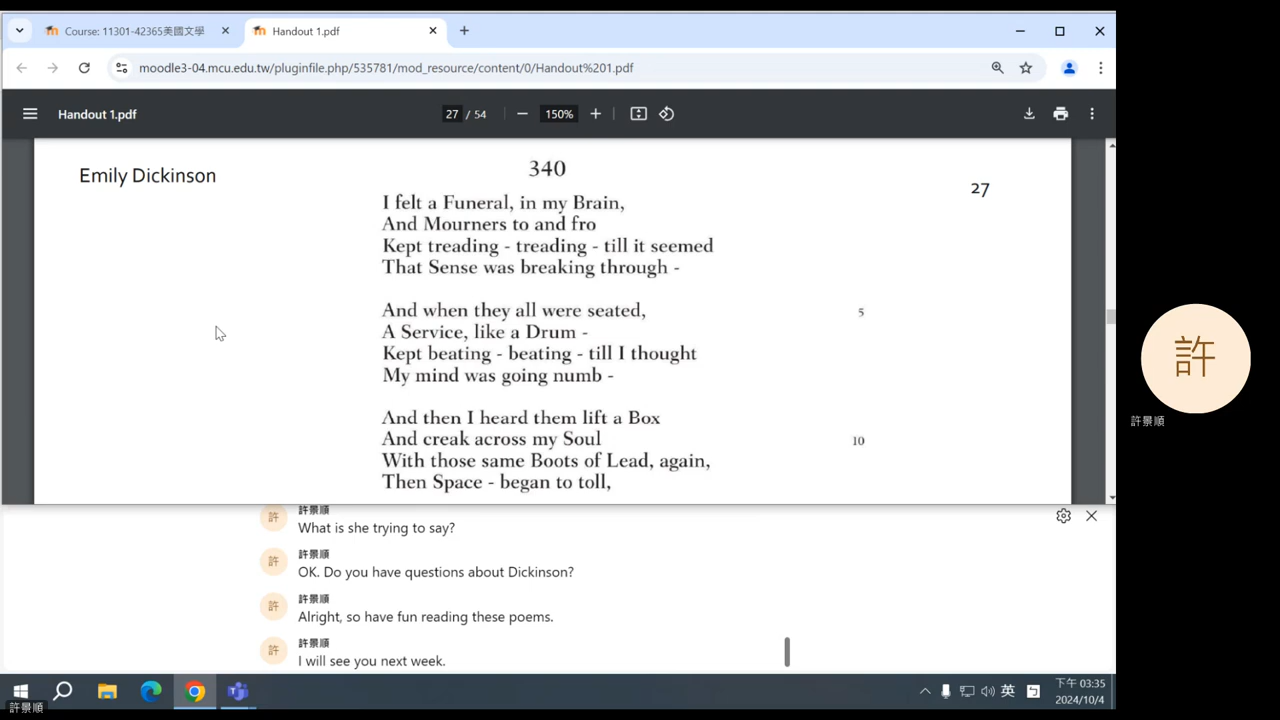 Course: 11301-42365美國文學
Handout 1.pdf
moodle3-04.mcu.edu.tw/pluginfile.php/535781/mod_resource/content/0/Handout%201.pdf
Handout 1.pdf
27 / 54
150%
Emily Dickinson
340
27
I felt a Funeral, in my Brain,
And Mourners to and fro
Kept treading - treading - till it seemed
That Sense was breaking through -
And when they all were seated,
5
A Service, like a Drum -
Kept beating - beating - till I thought
My mind was going numb -
And then I heard them lift a Box
And creak across my Soul
10
With those same Boots of Lead, again,
Then Space - began to toll,
許
許景順
許
許景順
What is she trying to say?
許
許景順
OK. Do you have questions about Dickinson?
許
許景順
Alright, so have fun reading these poems.
許
許景順
I will see you next week.
英
ㄅ
下午 03:35
2024/10/4
許景順